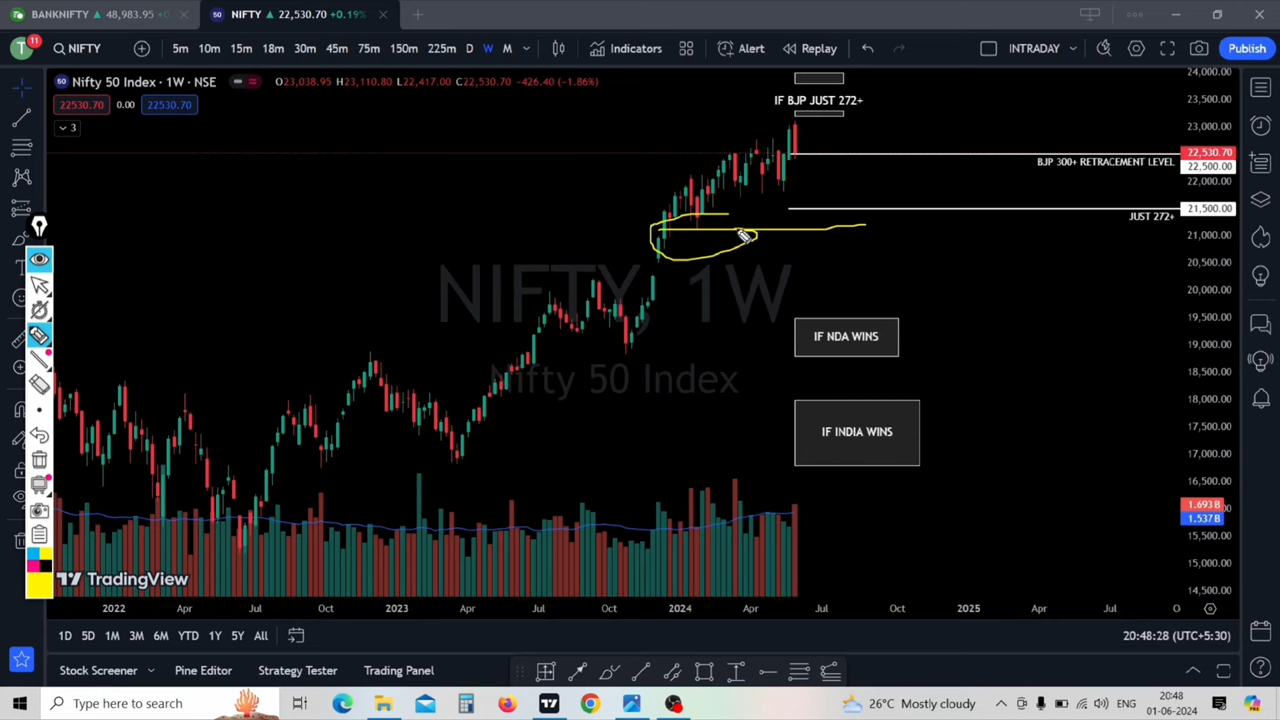 BANKNIFTY ▲ 48,983.95 +0
NIFTY ▲ 22,530.70 +0.19%
T 11 NIFTY 5m 10m 15m 18m 30m 45m 75m 150m 225m D W M Indicators Alert Replay INTRADAY Publish
50 Nifty 50 Index · 1W · NSE O23,038.95 H23,110.80 L22,417.00 C22,530.70 −426.40 (−1.86%)
22530.70 0.00 22530.70
3
IF BJP JUST 272+
BJP 300+ RETRACEMENT LEVEL
JUST 272+
NIFTY, 1W
Nifty 50 Index
IF NDA WINS
IF INDIA WINS
24,000.00
23,500.00
23,000.00
22,530.70
22,500.00
22,000.00
21,500.00
21,000.00
20,500.00
20,000.00
19,500.00
19,000.00
18,500.00
18,000.00
17,500.00
17,000.00
16,500.00
1.693B
1.537B
15,500.00
15,000.00
14,500.00
TradingView
2022 Apr Jul Oct 2023 Apr Jul Oct 2024 Apr Jul Oct 2025 Apr Jul O
1D 5D 1M 3M 6M YTD 1Y 5Y All 20:48:28 (UTC+5:30)
Stock Screener Pine Editor Strategy Tester Trading Panel
Type here to search 26°C Mostly cloudy ENG 20:48
01-06-2024